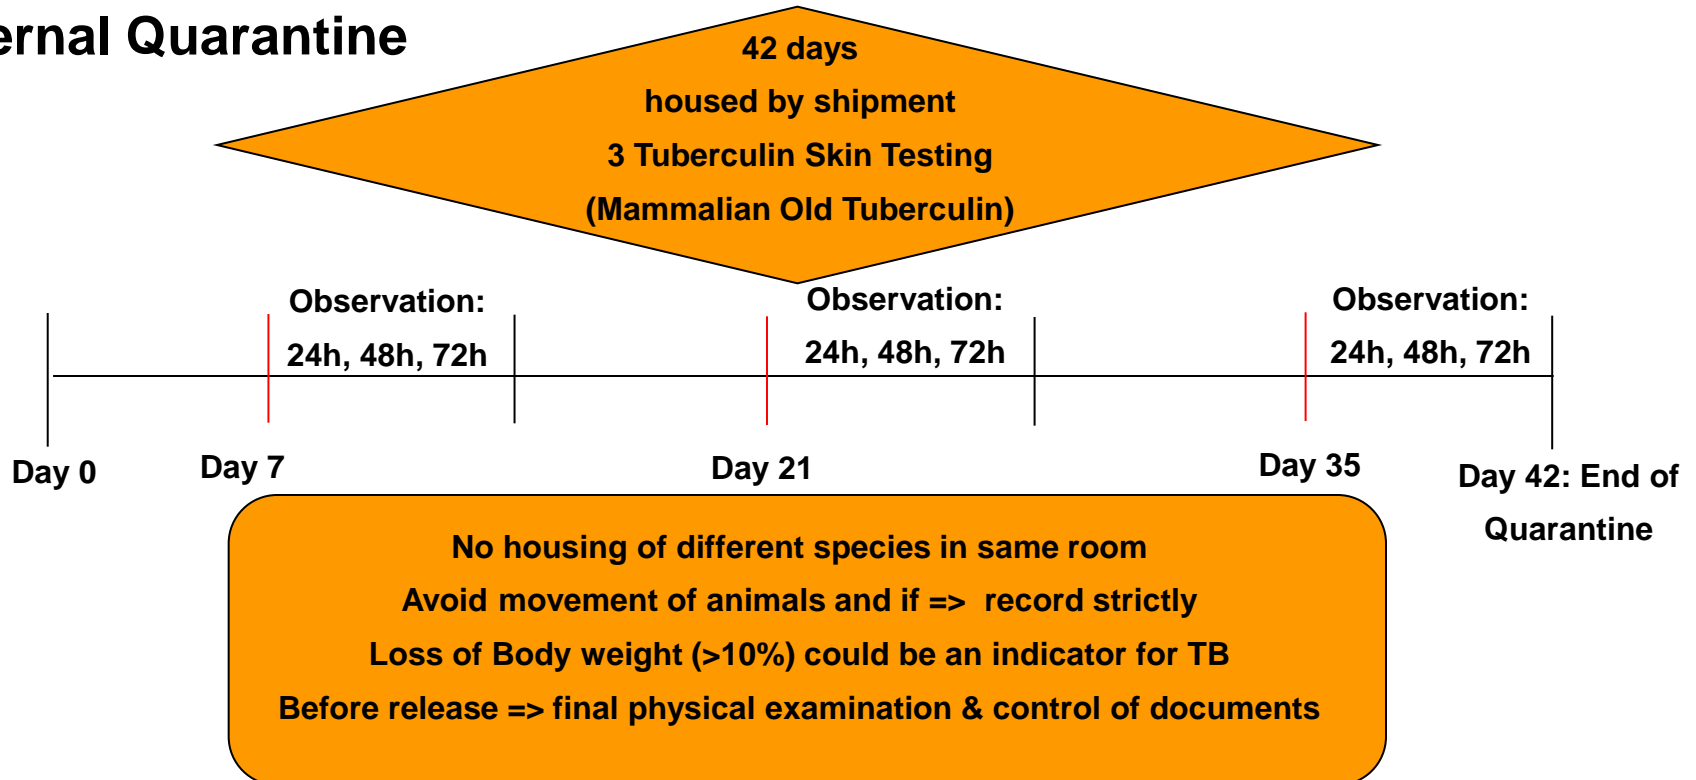 ernal Quarantine
42 days
housed by shipment
3 Tuberculin Skin Testing
(Mammalian Old Tuberculin)
Observation:
24h, 48h, 72h
Observation:
24h, 48h, 72h
Observation:
24h, 48h, 72h
Day 0
Day 7
Day 21
Day 35
Day 42: End of
Quarantine
No housing of different species in same room
Avoid movement of animals and if => record strictly
Loss of Body weight (>10%) could be an indicator for TB
Before release => final physical examination & control of documents